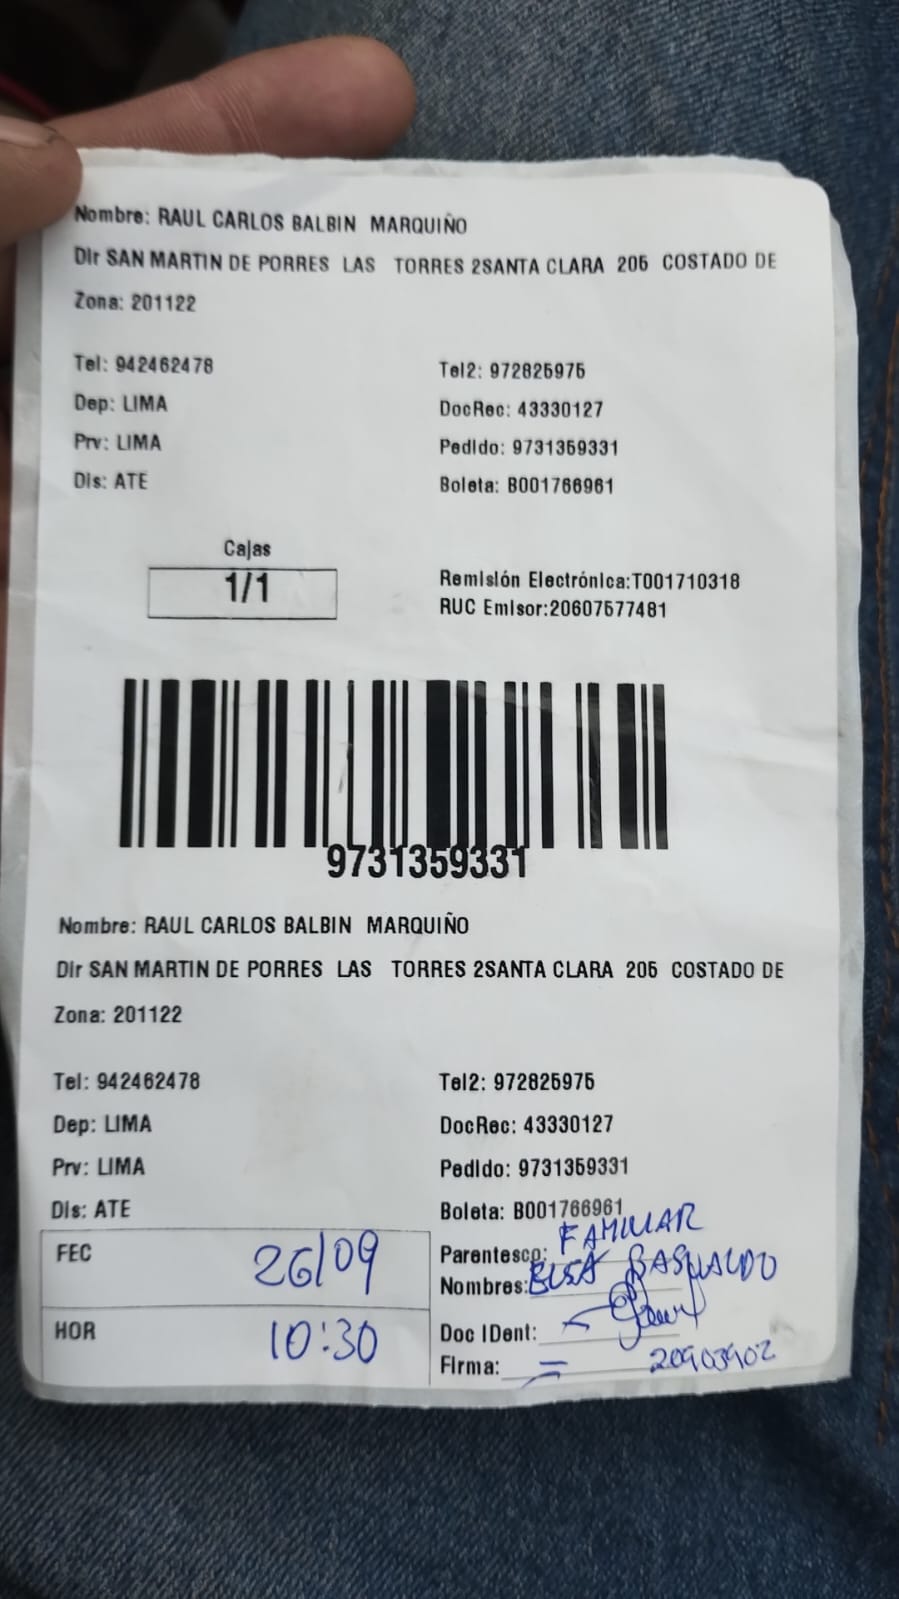 Nombre: RAUL CARLOS BALBIN MARQUIÑO
Dir SAN MARTIN DE PORRES LAS TORRES 2SANTA CLARA 205 COSTADO DE
Zona: 201122
Tel: 942462478 Tel2: 972825975
Dep: LIMA DocRec: 43330127
Prv: LIMA Pedido: 9731359331
Dis: ATE Boleta: B001766961
Cajas
1/1
Remisión Electrónica:T001710318
RUC Emisor:20607577481
9731359331
Nombre: RAUL CARLOS BALBIN MARQUIÑO
Dir SAN MARTIN DE PORRES LAS TORRES 2SANTA CLARA 205 COSTADO DE
Zona: 201122
Tel: 942462478 Tel2: 972825975
Dep: LIMA DocRec: 43330127
Prv: LIMA Pedido: 9731359331
Dis: ATE Boleta: B001766961
FEC 26/09 Parentesco: FAMILIAR
Nombres: ELSA BASUALDO
HOR 10:30 Doc IDent:
Firma: 20903902